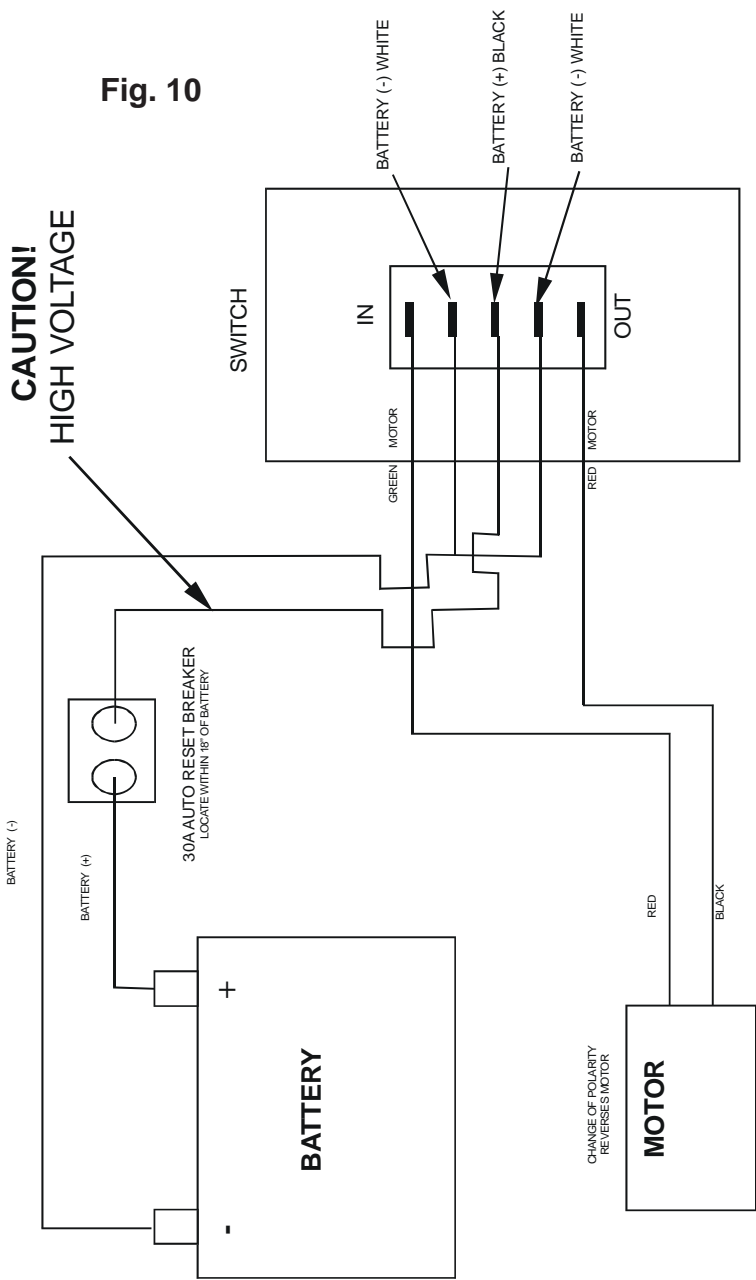 Fig. 10
CAUTION!
HIGH VOLTAGE
SWITCH
IN
OUT
BATTERY (-) WHITE
BATTERY (+) BLACK
BATTERY (-) WHITE
GREEN
MOTOR
RED
MOTOR
30A AUTO RESET BREAKER
LOCATE WITHIN 18" OF BATTERY
BATTERY (-)
BATTERY (+)
+
-
BATTERY
RED
BLACK
CHANGE OF POLARITY
REVERSES MOTOR
MOTOR